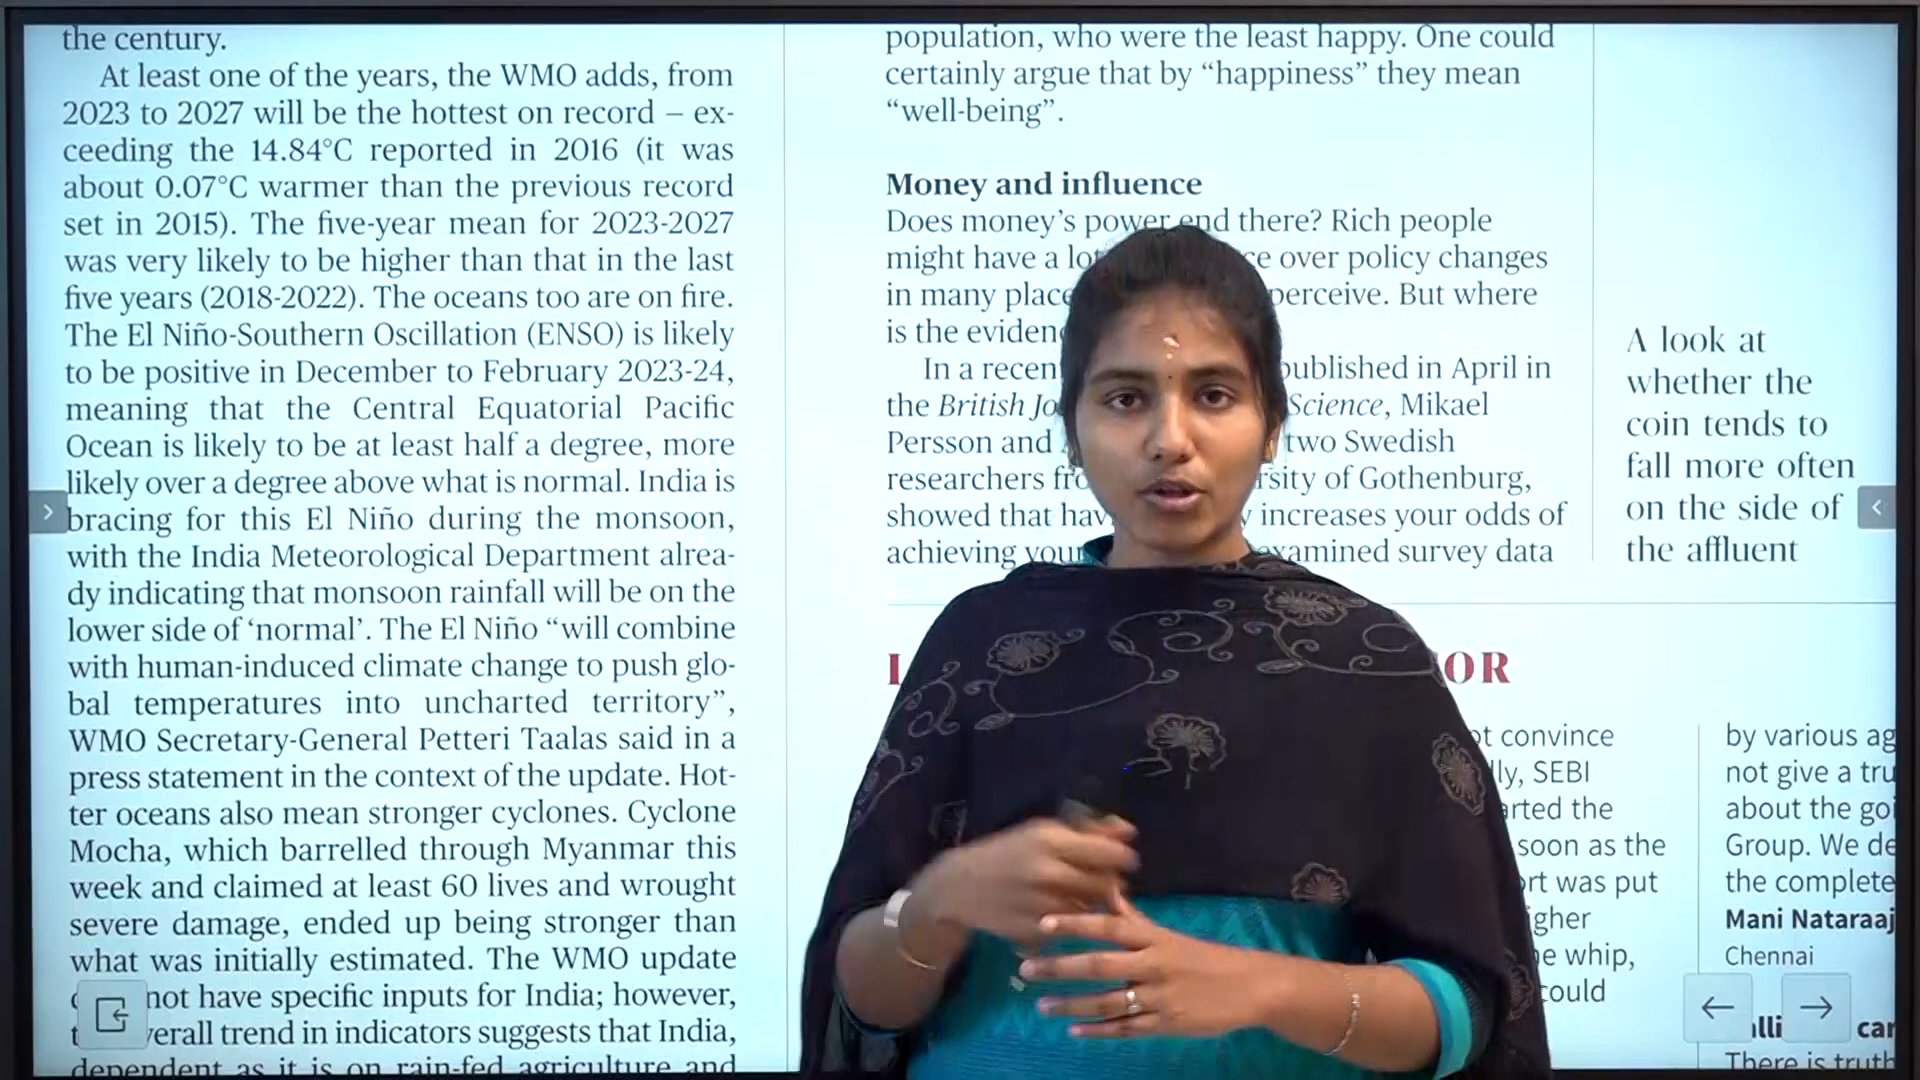 the century.
At least one of the years, the WMO adds, from
2023 to 2027 will be the hottest on record – ex-
ceeding the 14.84°C reported in 2016 (it was
about 0.07°C warmer than the previous record
set in 2015). The five-year mean for 2023-2027
was very likely to be higher than that in the last
five years (2018-2022). The oceans too are on fire.
The El Niño-Southern Oscillation (ENSO) is likely
to be positive in December to February 2023-24,
meaning that the Central Equatorial Pacific
Ocean is likely to be at least half a degree, more
likely over a degree above what is normal. India is
bracing for this El Niño during the monsoon,
with the India Meteorological Department alrea-
dy indicating that monsoon rainfall will be on the
lower side of ‘normal’. The El Niño “will combine
with human-induced climate change to push glo-
bal temperatures into uncharted territory”,
WMO Secretary-General Petteri Taalas said in a
press statement in the context of the update. Hot-
ter oceans also mean stronger cyclones. Cyclone
Mocha, which barrelled through Myanmar this
week and claimed at least 60 lives and wrought
severe damage, ended up being stronger than
what was initially estimated. The WMO update
not have specific inputs for India; however,
verall trend in indicators suggests that India,
dependent as it is on rain-fed agriculture and
population, who were the least happy. One could
certainly argue that by “happiness” they mean
“well-being”.
Money and influence
Does money’s power end there? Rich people
might have a lot ce over policy changes
in many place perceive. But where
is the eviden
In a recen published in April in
the British Jo Science, Mikael
Persson and two Swedish
researchers fro rsity of Gothenburg,
showed that hav y increases your odds of
achieving your examined survey data
A look at
whether the
coin tends to
fall more often
on the side of
the affluent
L OR
ot convince
lly, SEBI
arted the
soon as the
ort was put
igher
e whip,
could
by various ag
not give a tru
about the goi
Group. We de
the complete
Mani Nataraaj
Chennai
alli car
There is truth